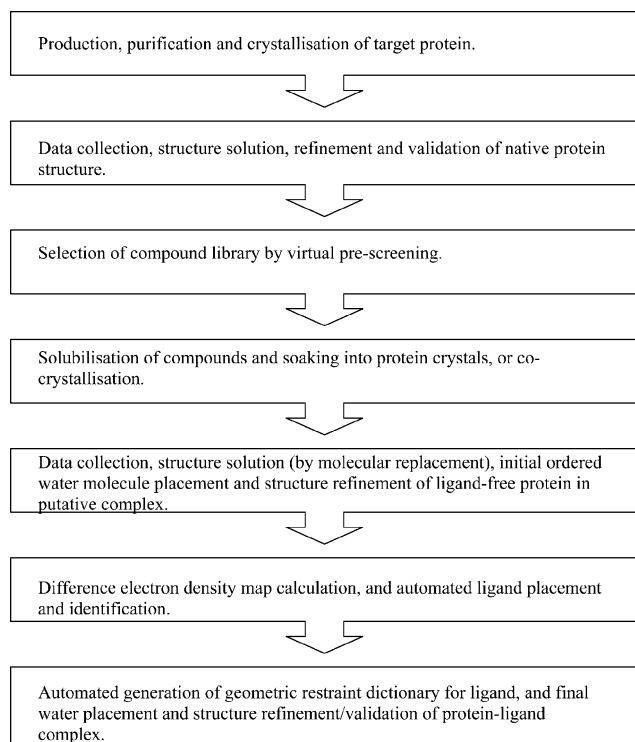 Production, purification and crystallisation of target protein.
Data collection, structure solution, refinement and validation of native protein
structure.
Selection of compound library by virtual pre-screening.
Solubilisation of compounds and soaking into protein crystals, or co-
crystallisation.
Data collection, structure solution (by molecular replacement), initial ordered
water molecule placement and structure refinement of ligand-free protein in
putative complex.
Difference electron density map calculation, and automated ligand placement
and identification.
Automated generation of geometric restraint dictionary for ligand, and final
water placement and structure refinement/validation of protein-ligand
complex.